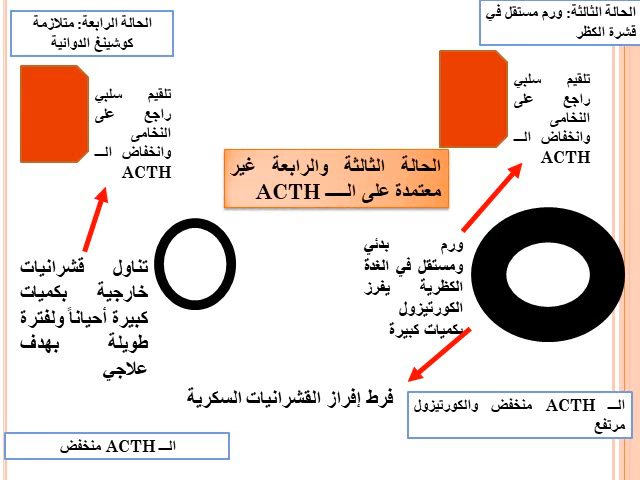 الحالة الثالثة: ورم مستقل في
قشرة الكظر
الحالة الرابعة: متلازمة
كوشينغ الدوائية
تلقيم سلبي
راجع على
النخامى
وانخفاض الـــ
ACTH
تلقيم سلبي
راجع على
النخامى
وانخفاض الـــ
ACTH
الحالة الثالثة والرابعة غير
معتمدة على الـــــ ACTH
ورم بدئي
ومستقل في الغدة
الكظرية يفرز
الكورتيزول
بكميات كبيرة
تناول قشرانيات
خارجية بكميات
كبيرة أحياناً ولفترة
طويلة بهدف
علاجي
فرط إفراز القشرانيات السكرية
الـــ ACTH منخفض والكورتيزول
مرتفع
الـــ ACTH منخفض